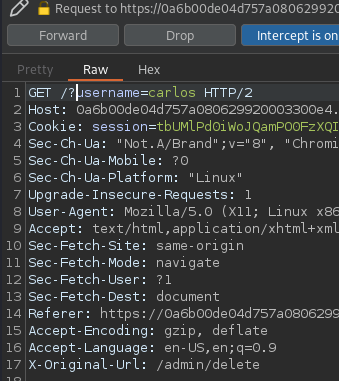 Request to https://0a6b00de04d757a080629920
Forward Drop Intercept is on
Pretty Raw Hex
1 GET /?username=carlos HTTP/2
2 Host: 0a6b00de04d757a080629920003300e4.
3 Cookie: session=tbUMlPdOiWoJQamPOOFzXQI
4 Sec-Ch-Ua: "Not.A/Brand";v="8", "Chromi
5 Sec-Ch-Ua-Mobile: ?0
6 Sec-Ch-Ua-Platform: "Linux"
7 Upgrade-Insecure-Requests: 1
8 User-Agent: Mozilla/5.0 (X11; Linux x86
9 Accept: text/html,application/xhtml+xml
10 Sec-Fetch-Site: same-origin
11 Sec-Fetch-Mode: navigate
12 Sec-Fetch-User: ?1
13 Sec-Fetch-Dest: document
14 Referer: https://0a6b00de04d757a0806299
15 Accept-Encoding: gzip, deflate
16 Accept-Language: en-US,en;q=0.9
17 X-Original-Url: /admin/delete
18